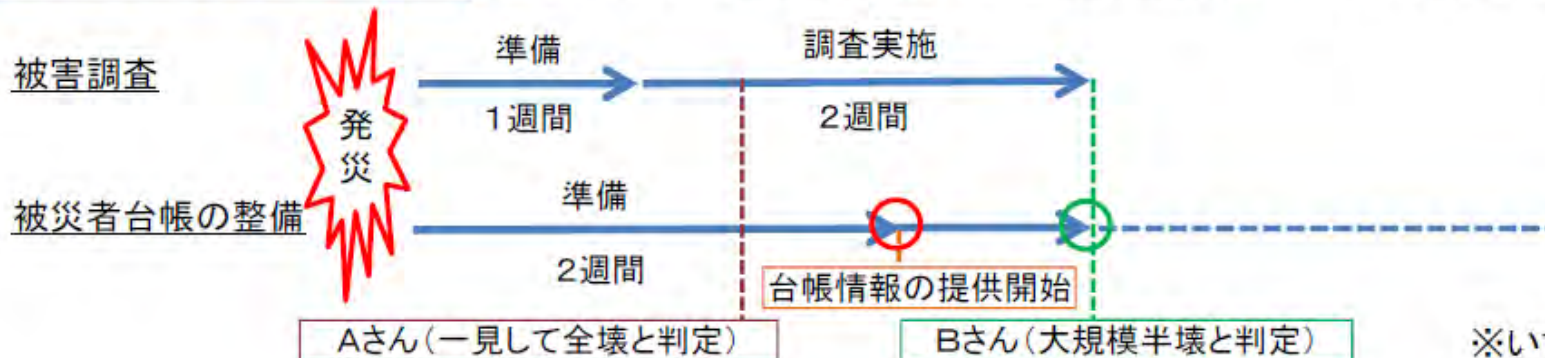 被害調査
準備
調査実施
1週間
2週間
発災
被災者台帳の整備
準備
2週間
台帳情報の提供開始
Aさん(一見して全壊と判定)
Bさん(大規模半壊と判定)
※い